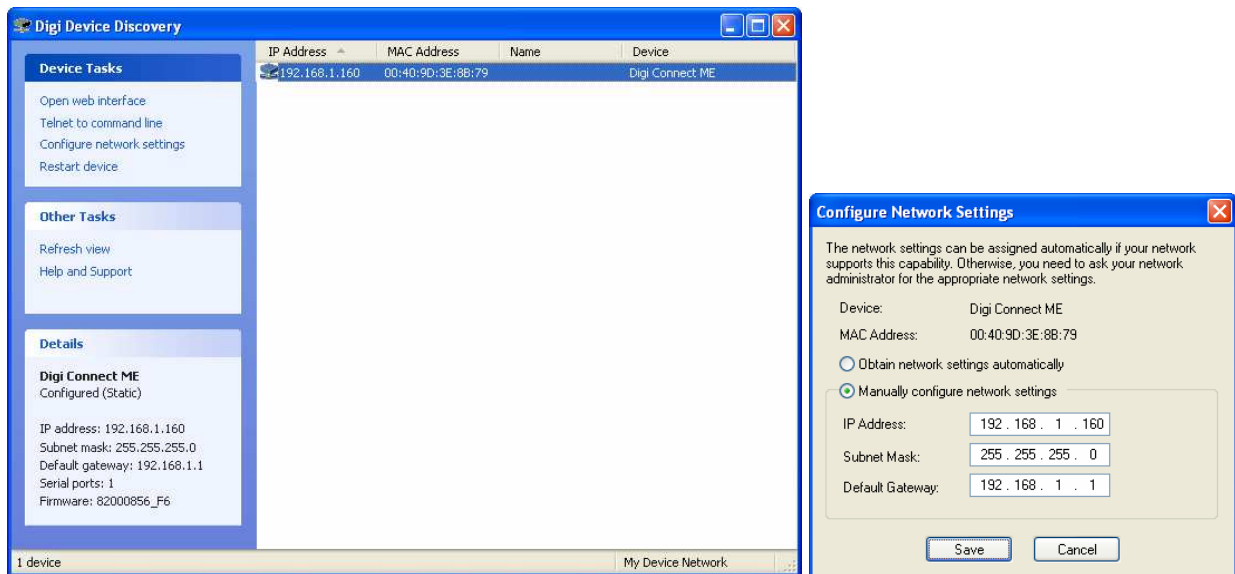 Digi Device Discovery
Device Tasks
Open web interface
Telnet to command line
Configure network settings
Restart device
Other Tasks
Refresh view
Help and Support
Details
Digi Connect ME
Configured (Static)
IP address: 192.168.1.160
Subnet mask: 255.255.255.0
Default gateway: 192.168.1.1
Serial ports: 1
Firmware: 82000856_F6
IP Address MAC Address Name Device
192.168.1.160 00:40:9D:3E:8B:79 Digi Connect ME
1 device My Device Network
Configure Network Settings
The network settings can be assigned automatically if your network
supports this capability. Otherwise, you need to ask your network
administrator for the appropriate network settings.
Device: Digi Connect ME
MAC Address: 00:40:9D:3E:8B:79
Obtain network settings automatically
Manually configure network settings
IP Address: 192 . 168 . 1 . 160
Subnet Mask: 255 . 255 . 255 . 0
Default Gateway: 192 . 168 . 1 . 1
Save Cancel